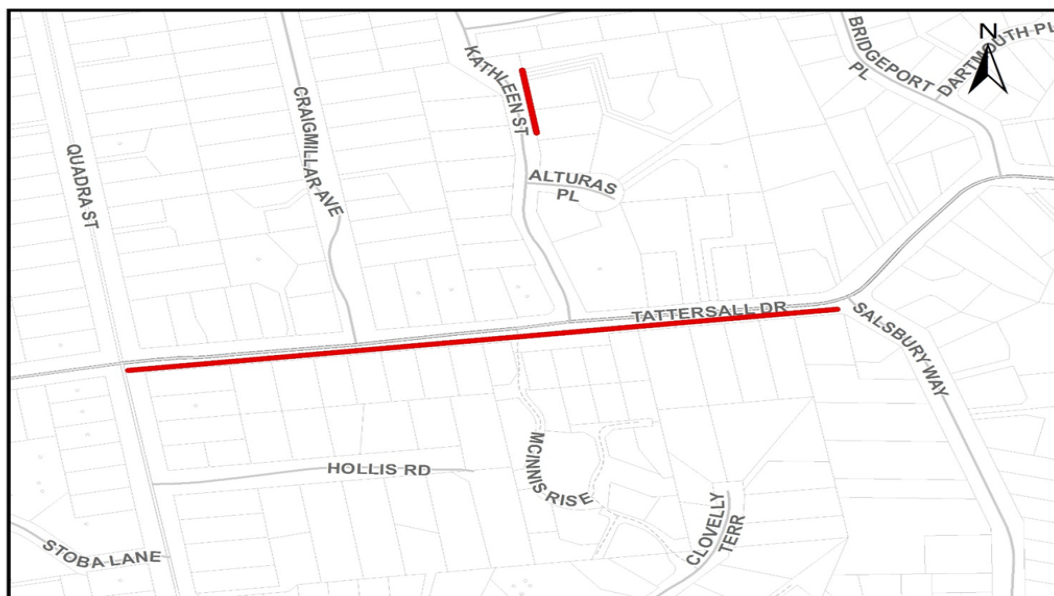 BRIDGEPORT
PL
DARTMOUTH PL
N
KATHLEEN ST
CRAIGMILLAR AVE
QUADRA ST
ALTURAS
PL
TATTERSALL DR
SALSBURY WAY
MCINNIS RISE
HOLLIS RD
CLOVELLY
TERR
STOBA LANE